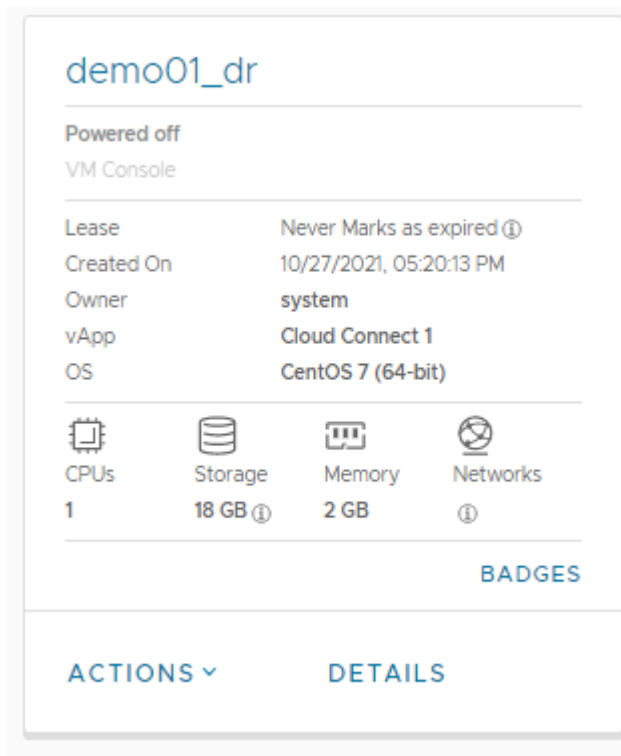 demo01_dr
Powered off
VM Console
Lease Never Marks as expired
Created On 10/27/2021, 05:20:13 PM
Owner system
vApp Cloud Connect 1
OS CentOS 7 (64-bit)
CPUs Storage Memory Networks
1 18 GB 2 GB
BADGES
ACTIONS DETAILS